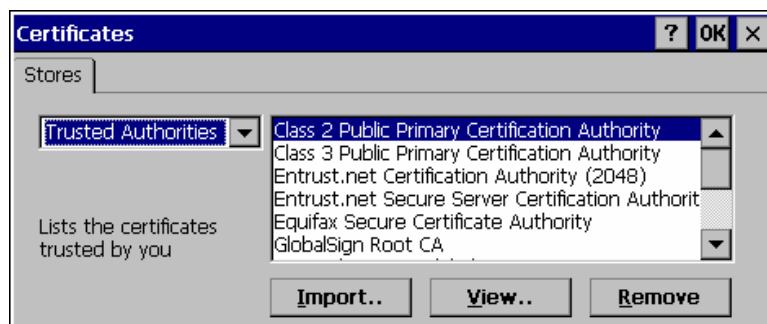 Certificates ? OK ×
Stores
Trusted Authorities
Class 2 Public Primary Certification Authority
Class 3 Public Primary Certification Authority
Entrust.net Certification Authority (2048)
Entrust.net Secure Server Certification Authorit
Equifax Secure Certificate Authority
GlobalSign Root CA
Lists the certificates
trusted by you
Import..
View..
Remove